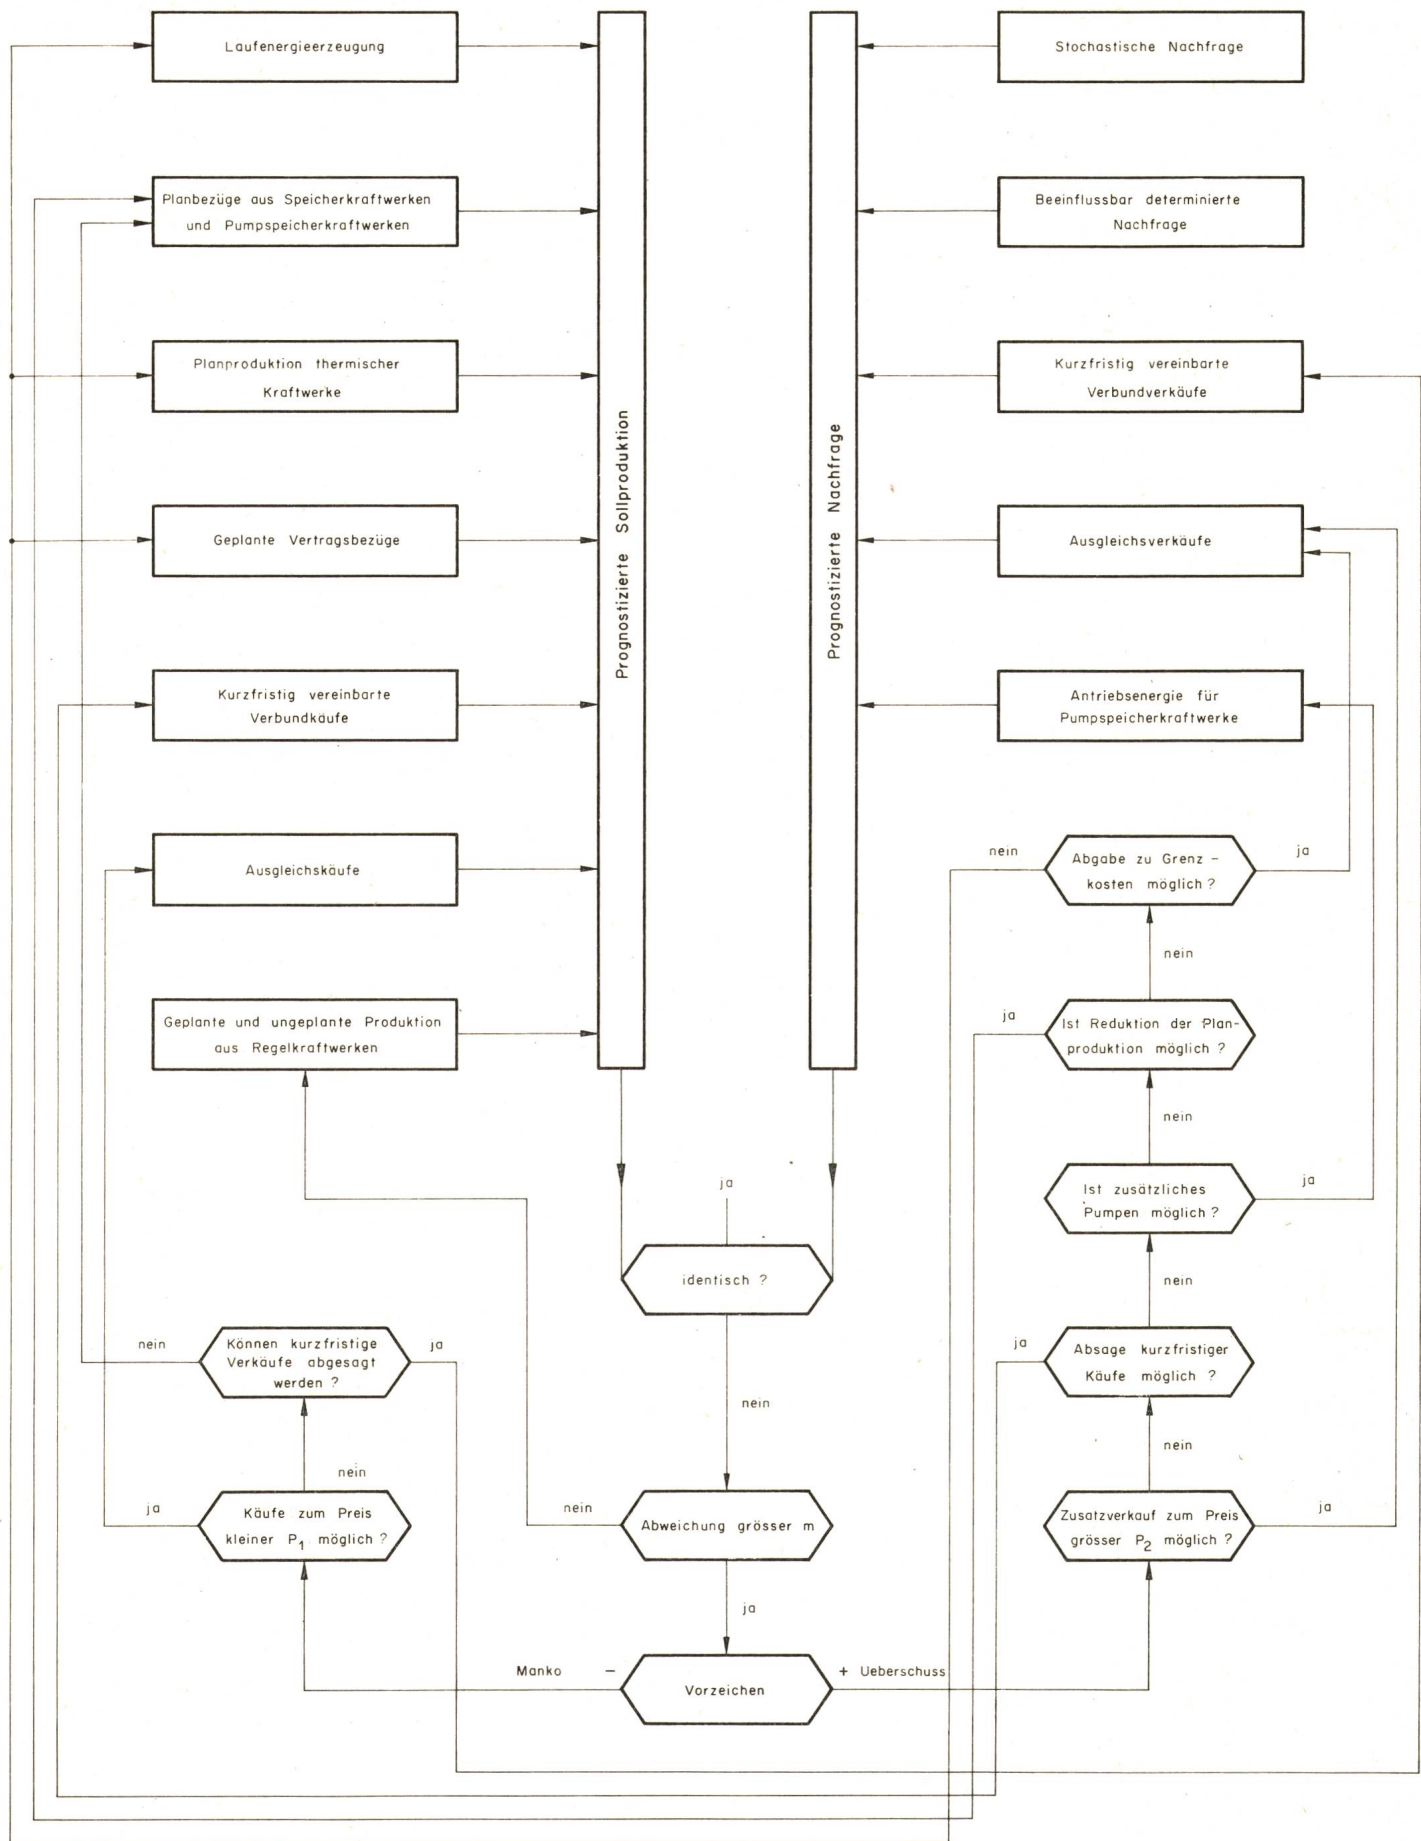 Laufenergieerzeugung
Planbezüge aus Speicherkraftwerken
und Pumpspeicherkraftwerken
Planproduktion thermischer
Kraftwerke
Geplante Vertragsbezüge
Kurzfristig vereinbarte
Verbundkäufe
Ausgleichskäufe
Geplante und ungeplante Produktion
aus Regelkraftwerken
Prognostizierte Sollproduktion
Prognostizierte Nachfrage
Stochastische Nachfrage
Beeinflussbar determinierte
Nachfrage
Kurzfristig vereinbarte
Verbundverkäufe
Ausgleichsverkäufe
Antriebsenergie für
Pumpspeicherkraftwerke
nein
Abgabe zu Grenz –
kosten möglich ?
ja
nein
ja
Ist Reduktion der Plan-
produktion möglich ?
nein
Ist zusätzliches
Pumpen möglich ?
ja
nein
ja
Absage kurzfristiger
Käufe möglich ?
nein
Zusatzverkauf zum Preis
grösser P2 möglich ?
ja
ja
identisch ?
nein
nein
Abweichung grösser m
ja
Manko –
Vorzeichen
+ Ueberschuss
nein
Können kurzfristige
Verkäufe abgesagt
werden ?
ja
nein
ja
Käufe zum Preis
kleiner P1 möglich ?